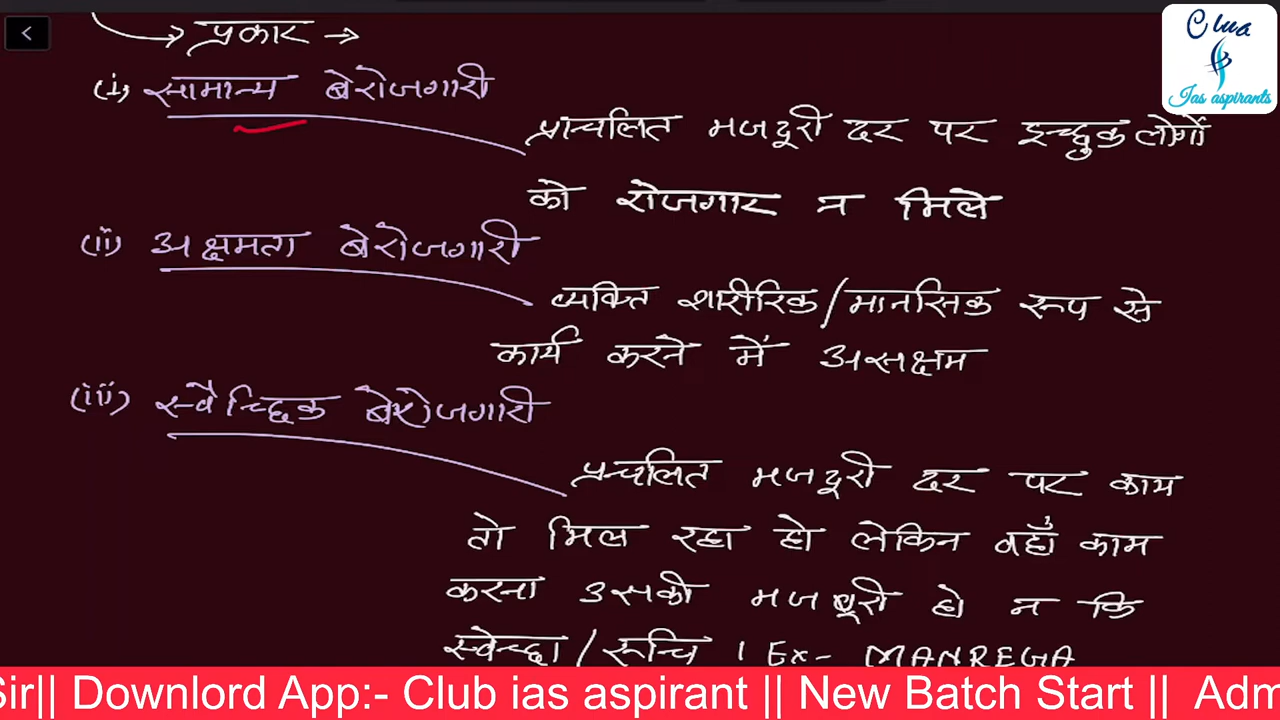 प्रकार →
(i) सामान्य बेरोजगारी
प्रान्चलित मजदूरी दर पर इच्छुक लोगों
को रोजगार न मिले
(ii) अक्षमता बेरोजगारी
व्यक्ति शारीरिक/मानसिक रूप से
कार्य करने में असक्षम
(iii) स्वैच्छिक बेरोजगारी
प्रचलित मजदूरी दर पर काम
तो मिल रहा हो लेकिन वहाँ काम
करना उसकी मजबूरी हो न कि
स्वेच्छा/रूचि । Ex- MANREGA
Clua
Ias aspirants
Sir|| Downlord App:- Club ias aspirant || New Batch Start || Adm